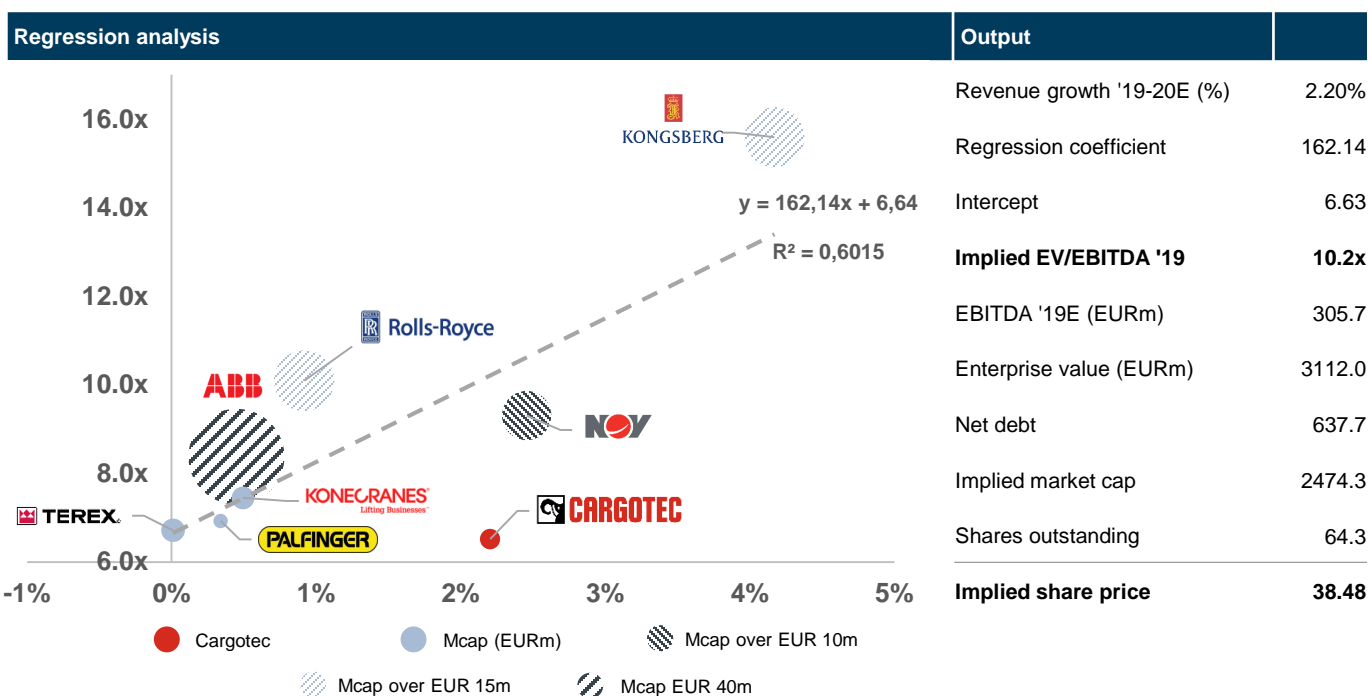 Regression analysis
Output
16.0x
14.0x
12.0x
10.0x
8.0x
6.0x
-1%
0%
1%
2%
3%
4%
5%
KONGSBERG
y = 162,14x + 6,64
R² = 0,6015
Rolls-Royce
ABB
NOV
KONECRANES
Lifting Businesses™
CARGOTEC
TEREX
PALFINGER
Cargotec
Mcap (EURm)
Mcap over EUR 10m
Mcap over EUR 15m
Mcap EUR 40m
Revenue growth '19-20E (%) 2.20%
Regression coefficient 162.14
Intercept 6.63
Implied EV/EBITDA '19 10.2x
EBITDA '19E (EURm) 305.7
Enterprise value (EURm) 3112.0
Net debt 637.7
Implied market cap 2474.3
Shares outstanding 64.3
Implied share price 38.48